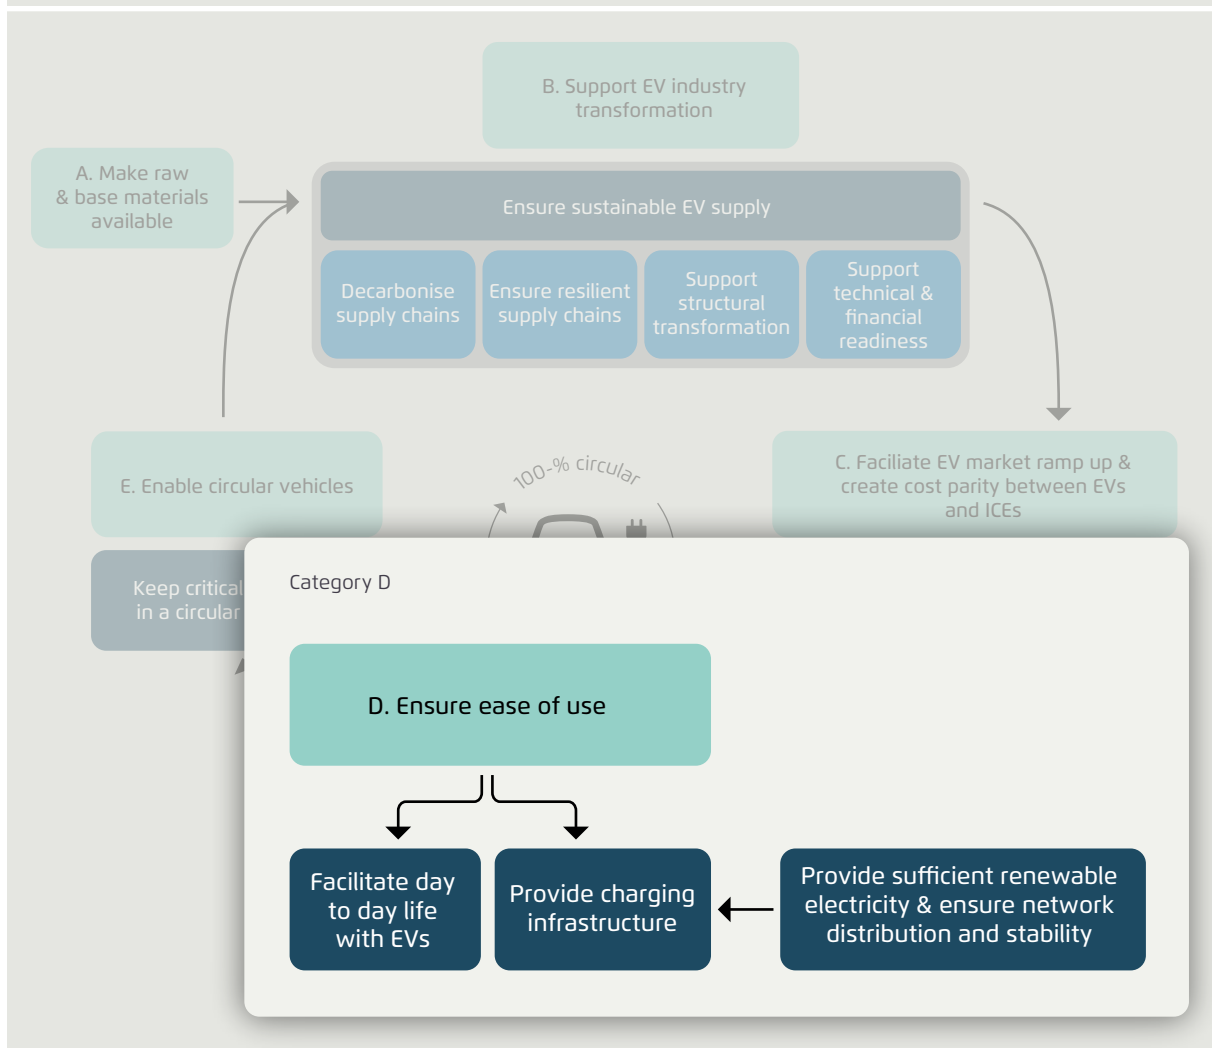 B. Support EV industry
transformation
A. Make raw
& base materials
available
Ensure sustainable EV supply
Decarbonise
supply chains
Ensure resilient
supply chains
Support
structural
transformation
Support
technical &
financial
readiness
100-% circular
E. Enable circular vehicles
C. Faciliate EV market ramp up &
create cost parity between EVs
and ICEs
Keep critical
in a circular
Category D
D. Ensure ease of use
Facilitate day
to day life
with EVs
Provide charging
infrastructure
Provide sufficient renewable
electricity & ensure network
distribution and stability